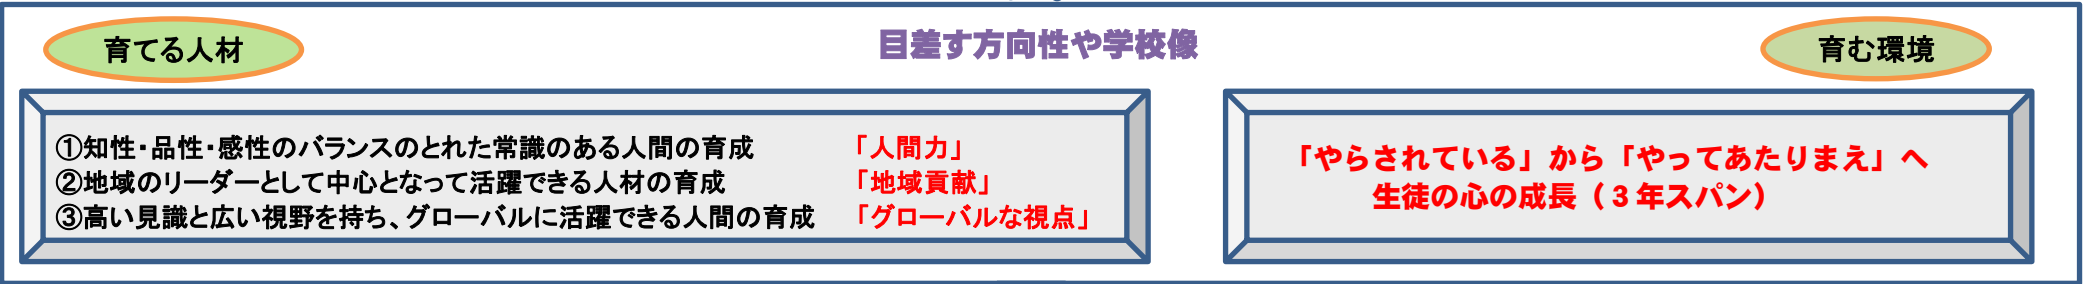 目差す方向性や学校像
育てる人材
①知性・品性・感性のバランスのとれた常識のある人間の育成　「人間力」
②地域のリーダーとして中心となって活躍できる人材の育成　「地域貢献」
③高い見識と広い視野を持ち、グローバルに活躍できる人間の育成　「グローバルな視点」
育む環境
「やらされている」から「やってあたりまえ」へ
生徒の心の成長（３年スパン）